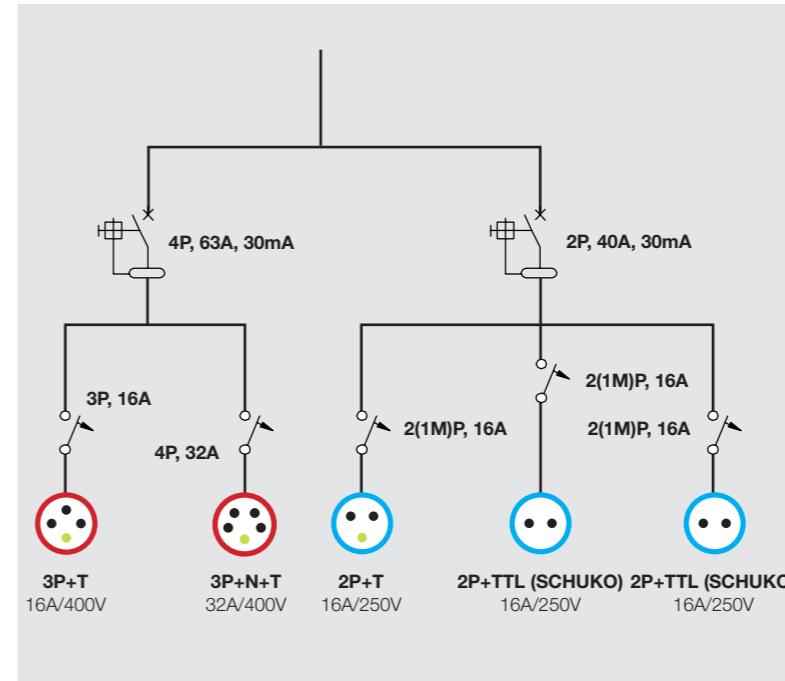 4P, 63A, 30mA
2P, 40A, 30mA
3P, 16A
4P, 32A
2(1M)P, 16A
2(1M)P, 16A
2(1M)P, 16A
3P+T
16A/400V
3P+N+T
32A/400V
2P+T
16A/250V
2P+TTL (SCHUKO)
16A/250V
2P+TTL (SCHUKO
16A/250V